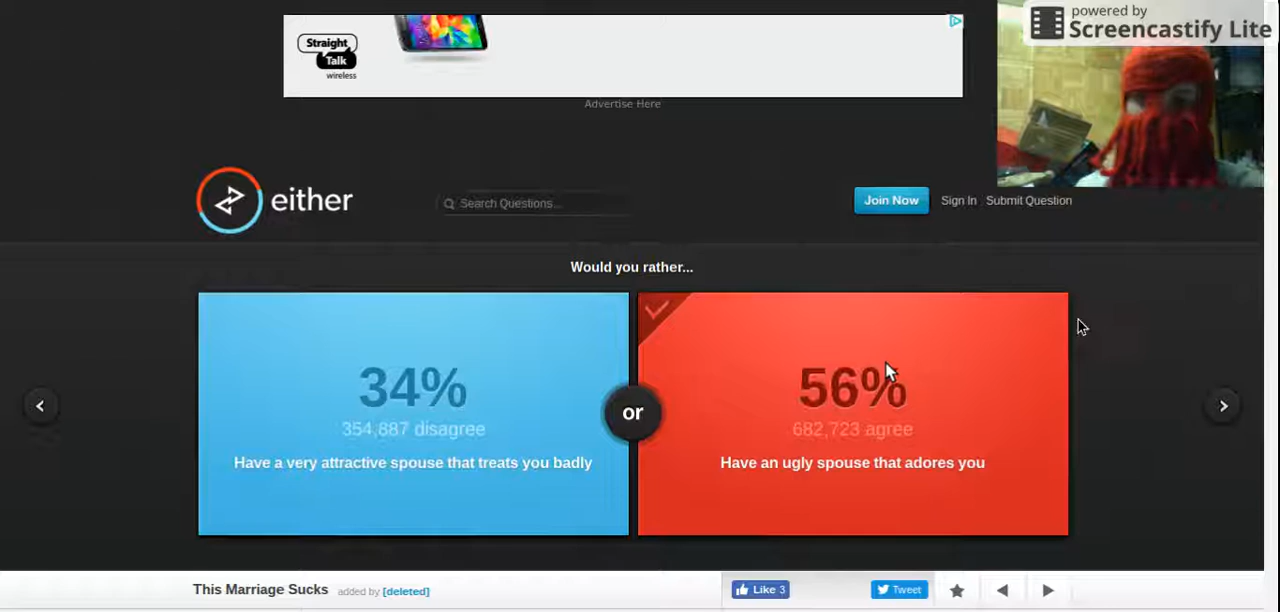 powered by
Screencastify Lite
Straight
Talk
wireless
Advertise Here
either
Search Questions...
Join Now
Sign In
Submit Question
Would you rather...
34%
354,887 disagree
Have a very attractive spouse that treats you badly
or
56%
682,723 agree
Have an ugly spouse that adores you
This Marriage Sucks
added by [deleted]
Like 3
Tweet